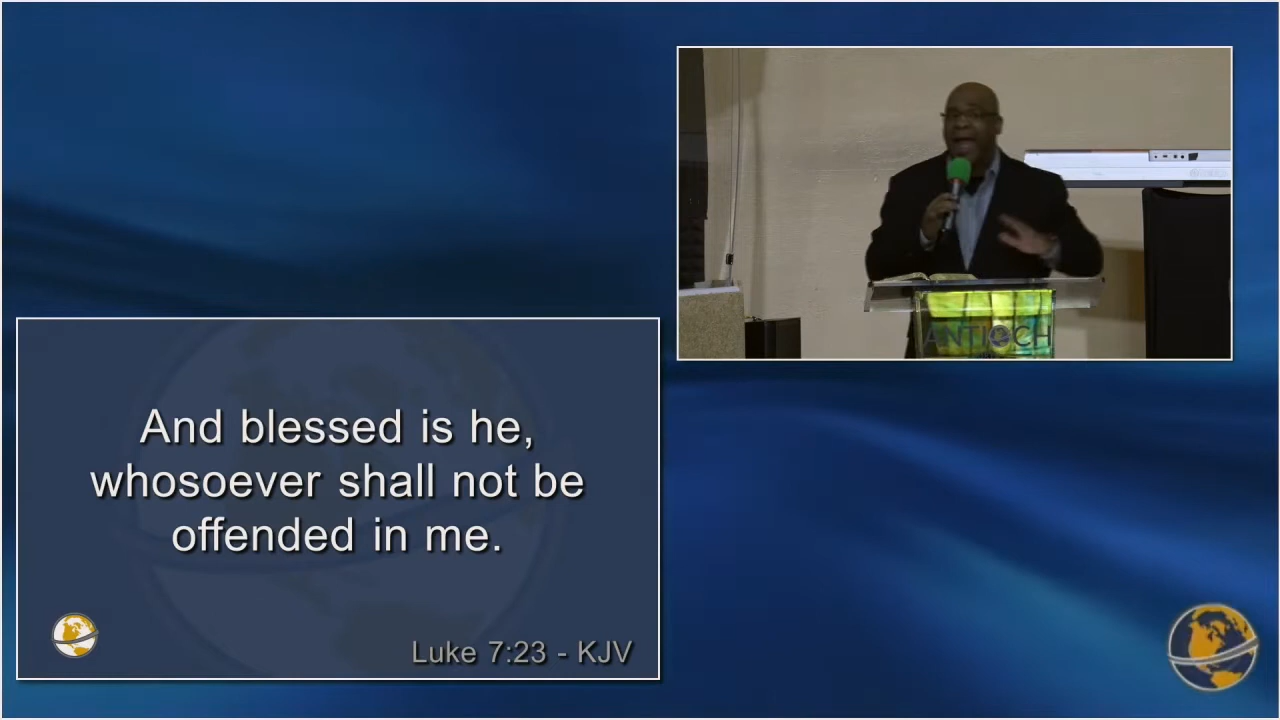 And blessed is he,
whosoever shall not be
offended in me.
Luke 7:23 - KJV
ANTIOCH